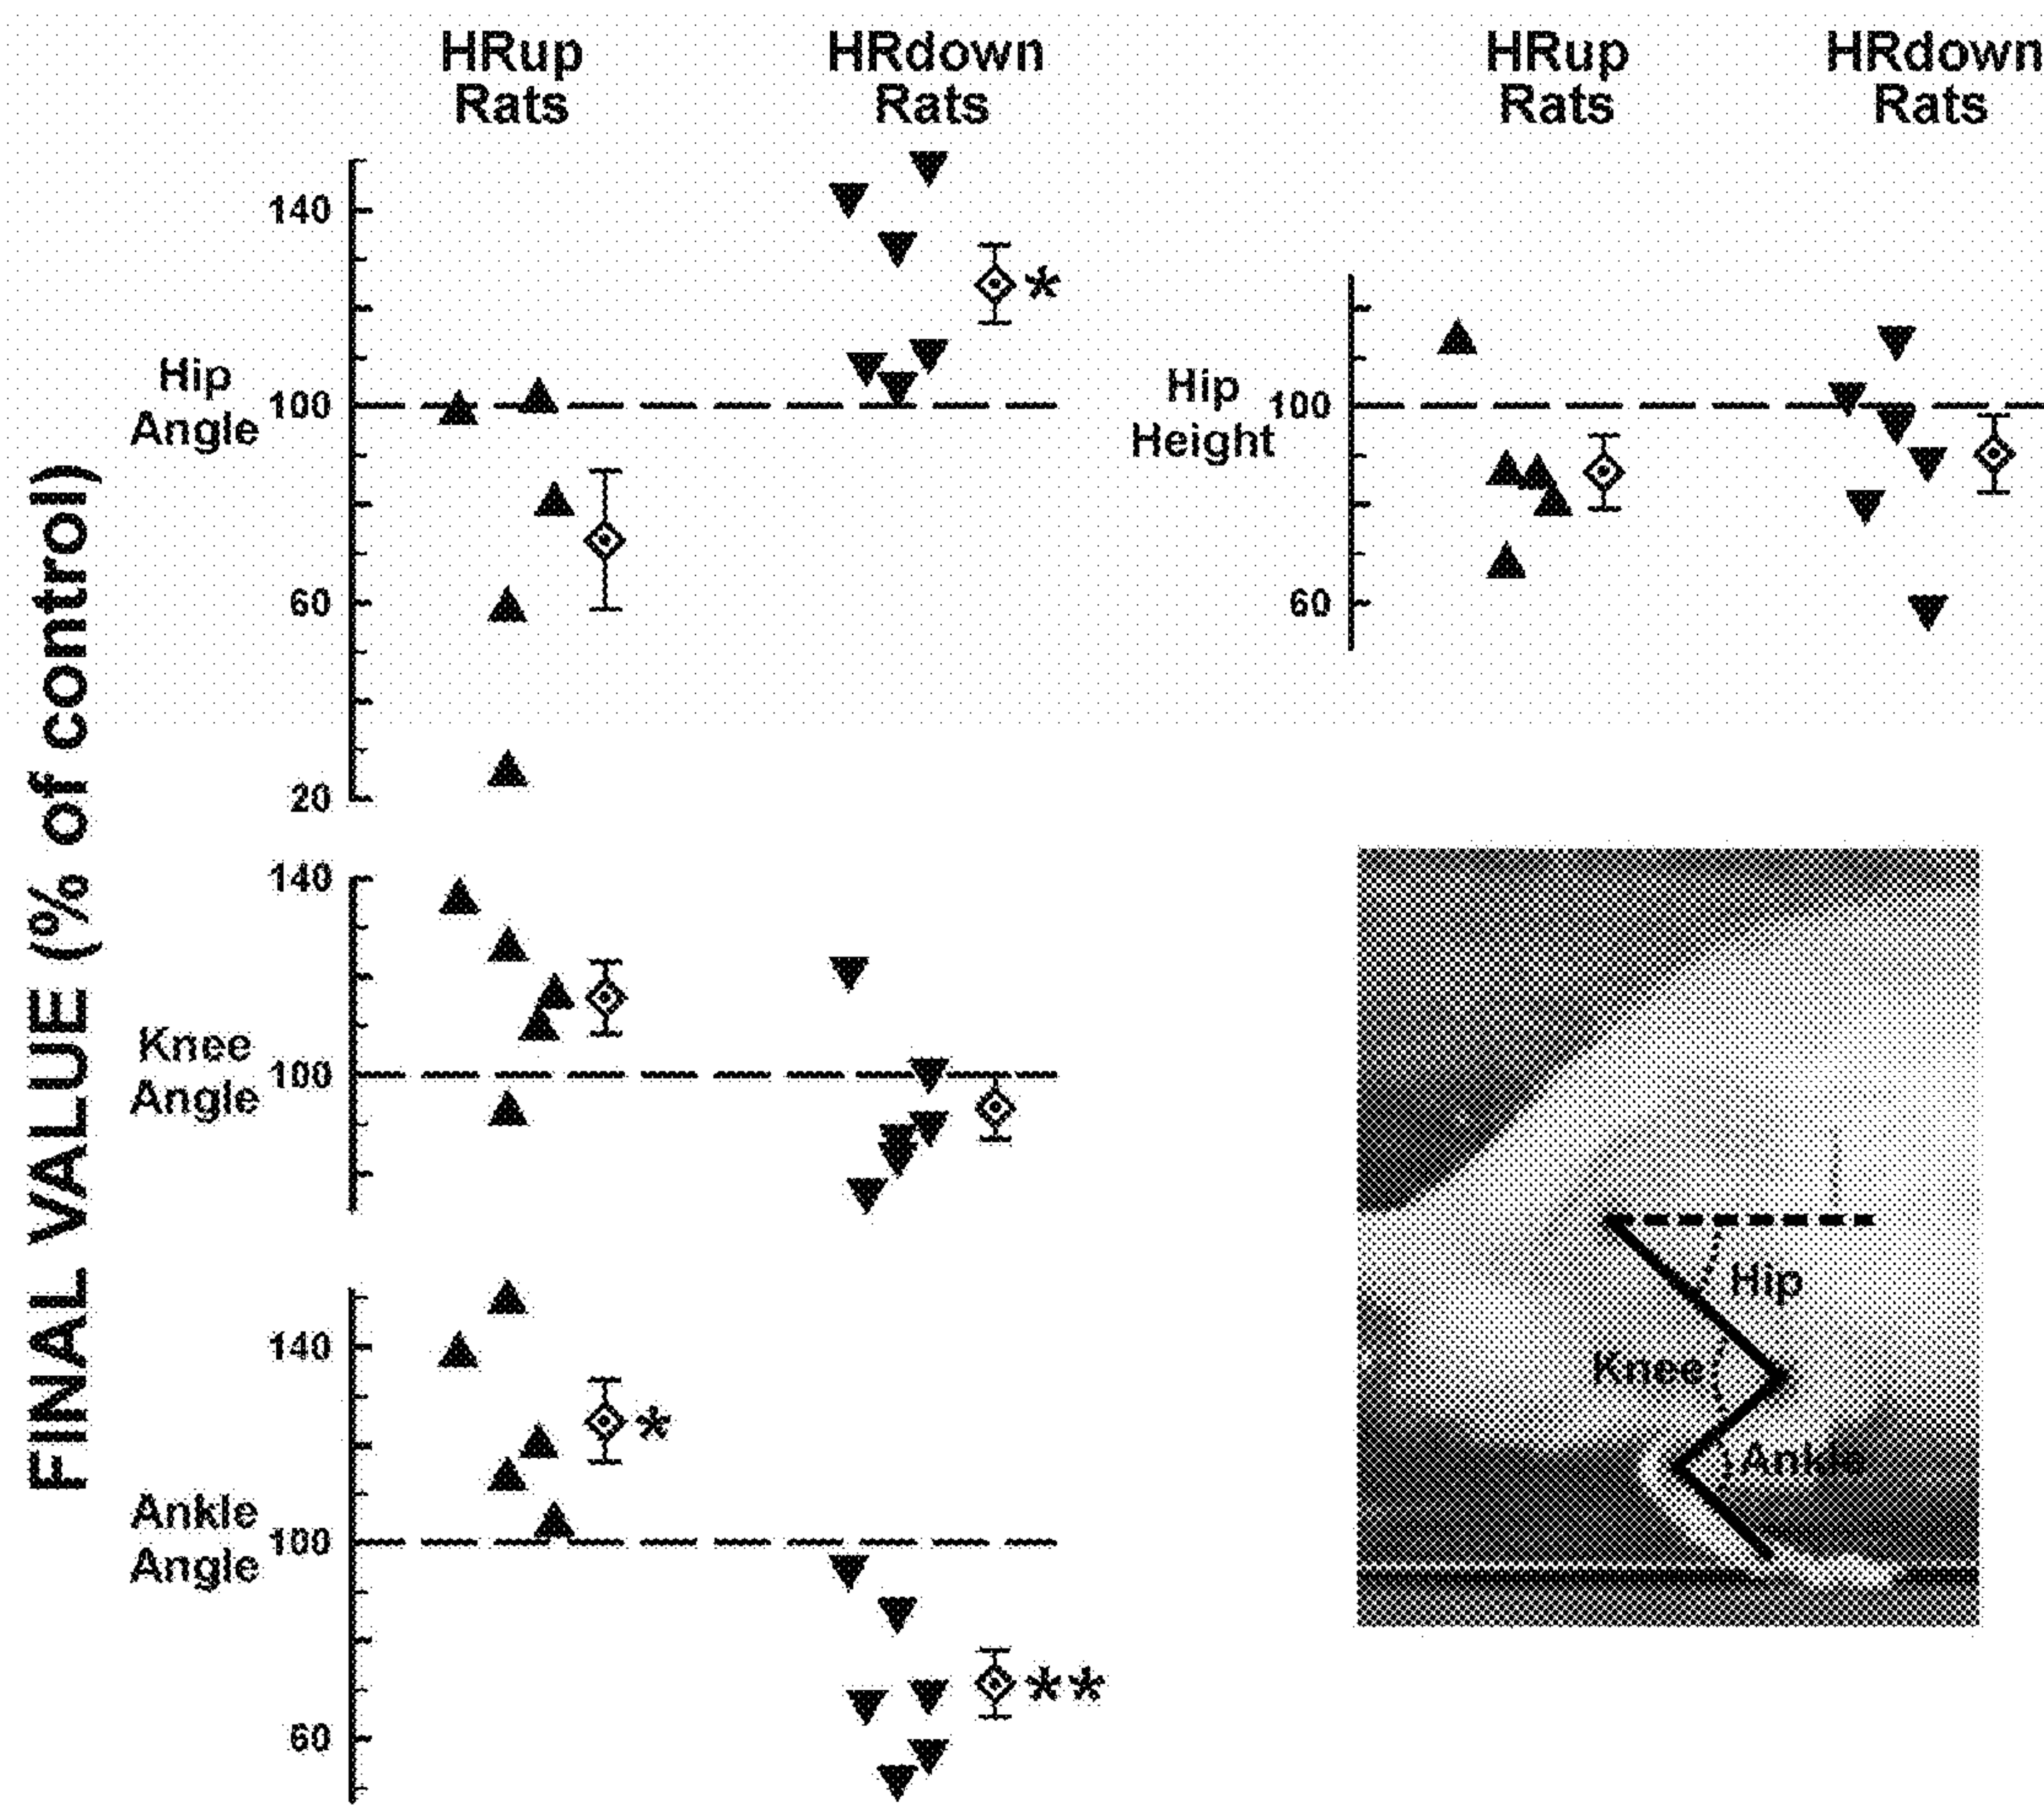 HRup
Rats
HRdown
Rats
HRup
Rats
HRdown
Rats
FINAL VALUE (% of control)
Hip
Angle
140
100
60
20
*
Hip
Height
100
60
Knee
Angle
140
100
Ankle
Angle
140
100
60
*
**
Hip
Knee
Ankle